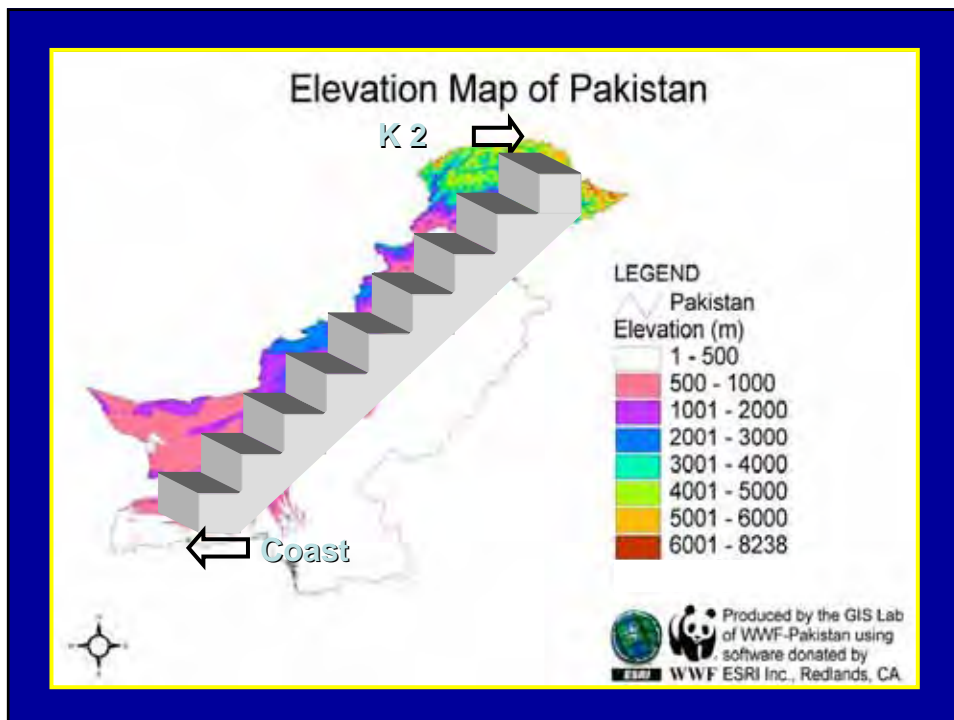 Elevation Map of Pakistan
K 2
LEGEND
Pakistan
Elevation (m)
1 - 500
500 - 1000
1001 - 2000
2001 - 3000
3001 - 4000
4001 - 5000
5001 - 6000
6001 - 8238
Coast
Produced by the GIS Lab
of WWF-Pakistan using
software donated by
ESRI Inc., Redlands, CA.
ESRI
WWF